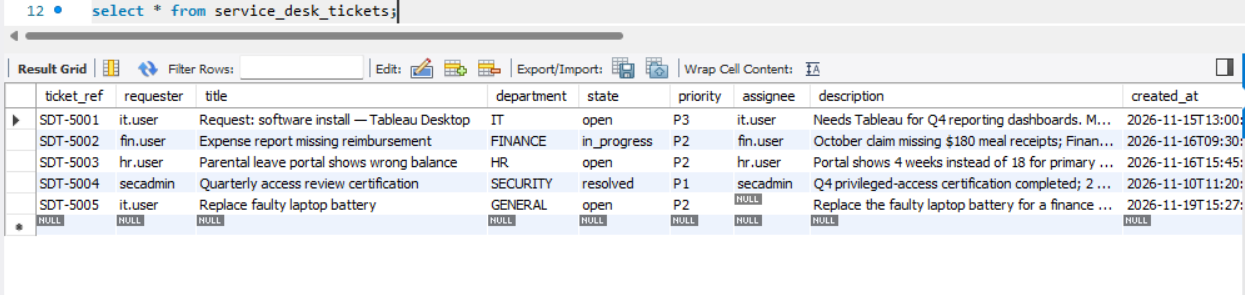 12 select * from service_desk_tickets;
Result Grid Filter Rows: Edit: Export/Import: Wrap Cell Content: IA
ticket_ref requester title department state priority assignee description created_at
SDT-5001 it.user Request: software install — Tableau Desktop IT open P3 it.user Needs Tableau for Q4 reporting dashboards. M... 2026-11-15T13:00:
SDT-5002 fin.user Expense report missing reimbursement FINANCE in_progress P2 fin.user October claim missing $180 meal receipts; Finan... 2026-11-16T09:30:
SDT-5003 hr.user Parental leave portal shows wrong balance HR open P2 hr.user Portal shows 4 weeks instead of 18 for primary ... 2026-11-16T15:45:
SDT-5004 secadmin Quarterly access review certification SECURITY resolved P1 secadmin Q4 privileged-access certification completed; 2 ... 2026-11-10T11:20:
SDT-5005 it.user Replace faulty laptop battery GENERAL open P2 NULL Replace the faulty laptop battery for a finance ... 2026-11-19T15:27:
NULL NULL NULL NULL NULL NULL NULL NULL NULL